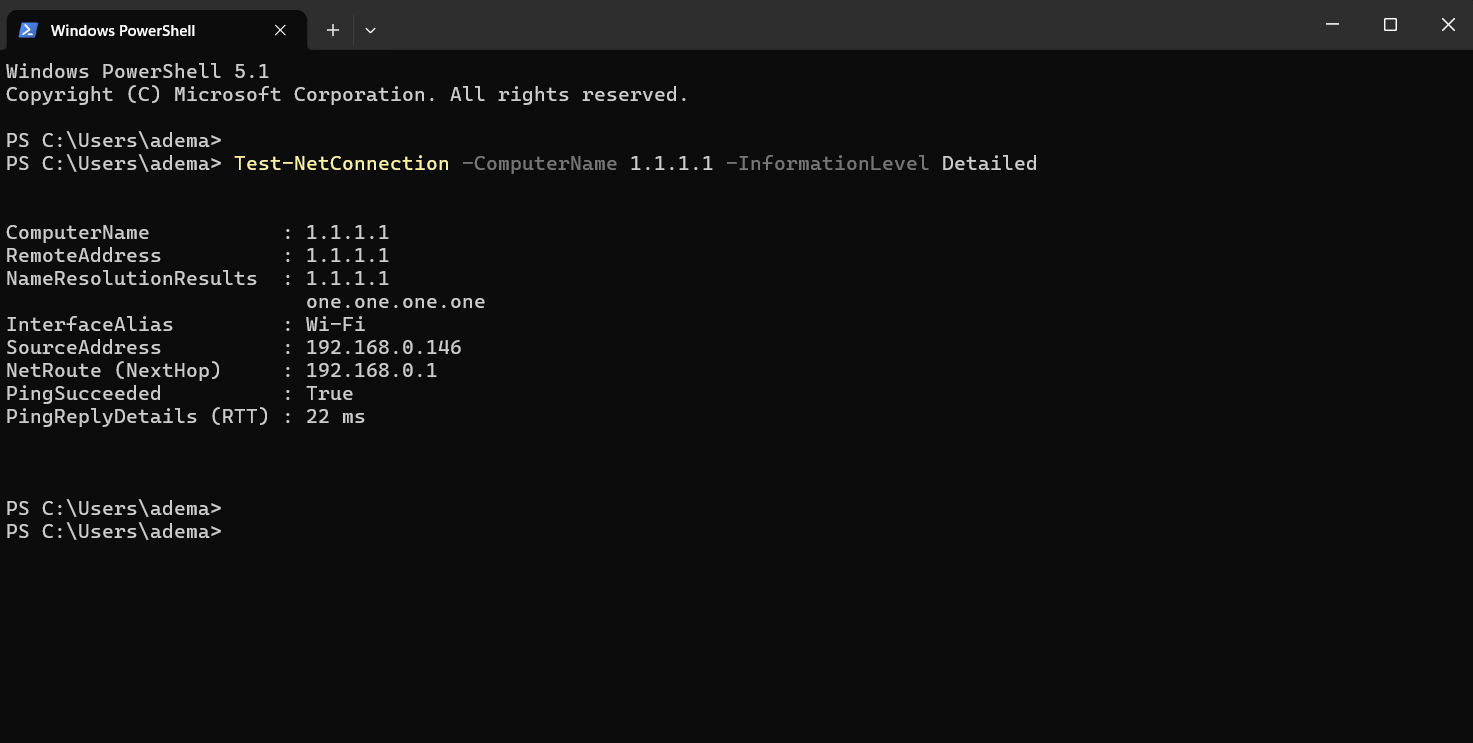 Windows PowerShell
Windows PowerShell 5.1
Copyright (C) Microsoft Corporation. All rights reserved.
PS C:\Users\adema>
PS C:\Users\adema> Test-NetConnection -ComputerName 1.1.1.1 -InformationLevel Detailed
ComputerName           : 1.1.1.1
RemoteAddress          : 1.1.1.1
NameResolutionResults  : 1.1.1.1
                         one.one.one.one
InterfaceAlias         : Wi-Fi
SourceAddress          : 192.168.0.146
NetRoute (NextHop)     : 192.168.0.1
PingSucceeded          : True
PingReplyDetails (RTT) : 22 ms
PS C:\Users\adema>
PS C:\Users\adema>